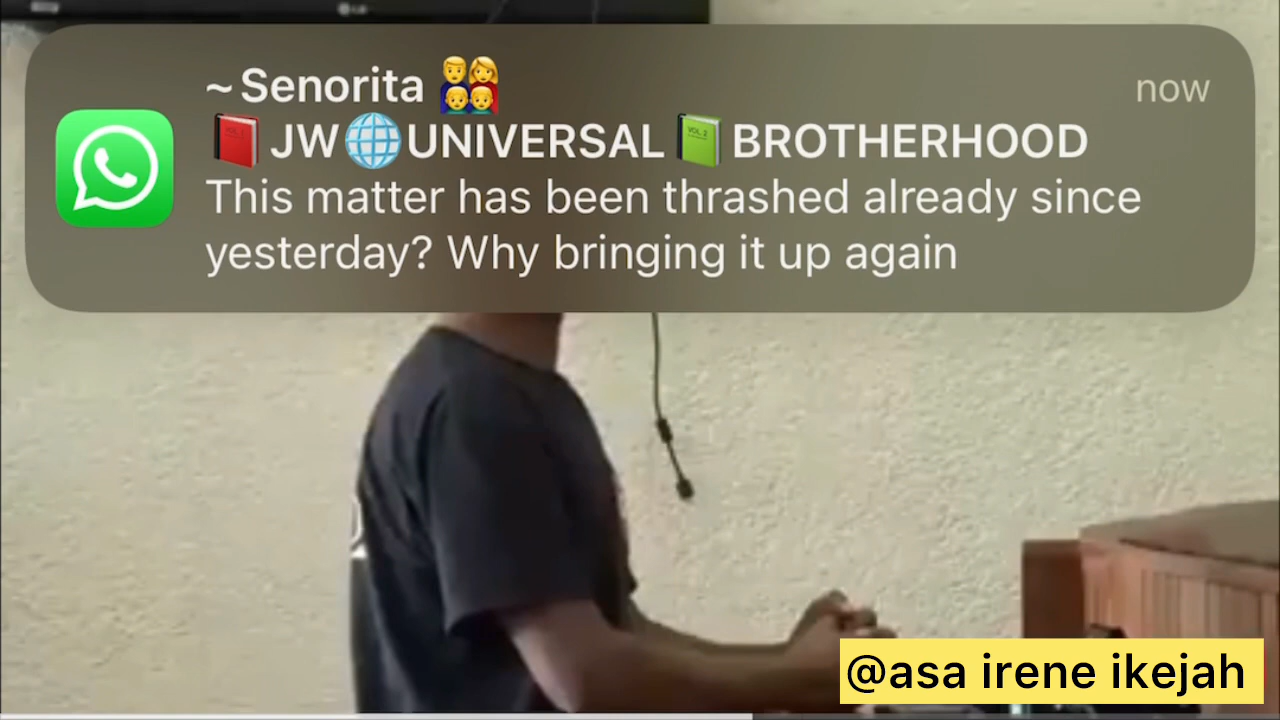 ~Senorita 👨‍👩‍👦‍👦
now
📕JW🌐UNIVERSAL📗BROTHERHOOD
This matter has been thrashed already since
yesterday? Why bringing it up again
@asa irene ikejah